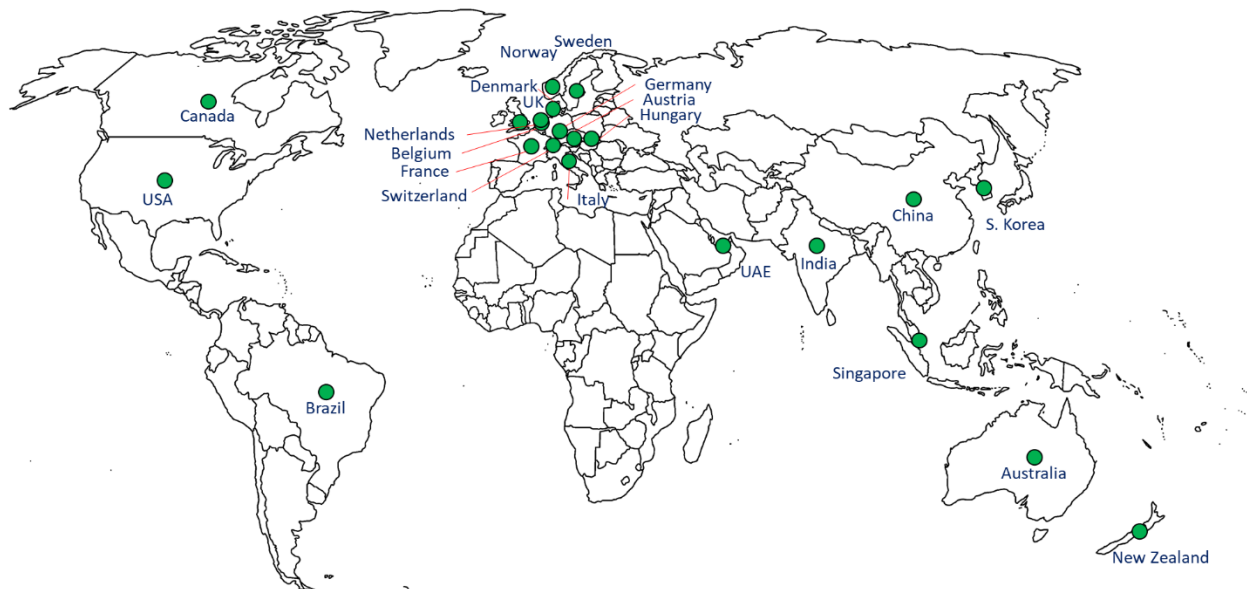 Sweden
Norway
Denmark
UK
Germany
Austria
Hungary
Canada
Netherlands
Belgium
France
Switzerland
Italy
USA
China
S. Korea
UAE
India
Singapore
Brazil
Australia
New Zealand